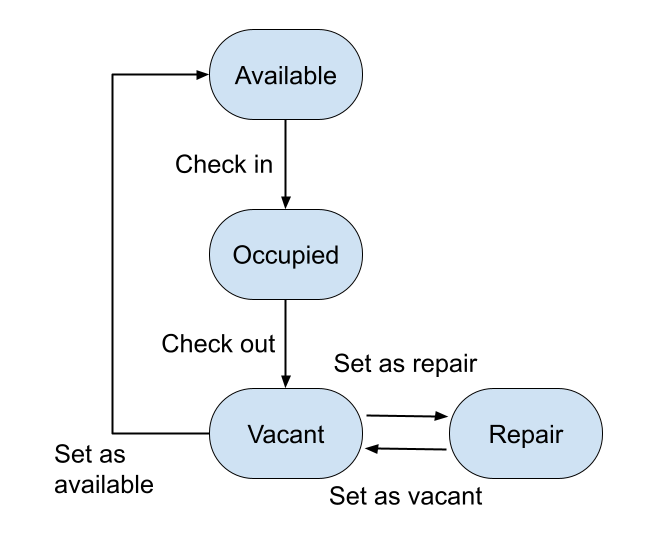 Available
Check in
Occupied
Check out
Set as repair
Vacant
Repair
Set as
available
Set as vacant